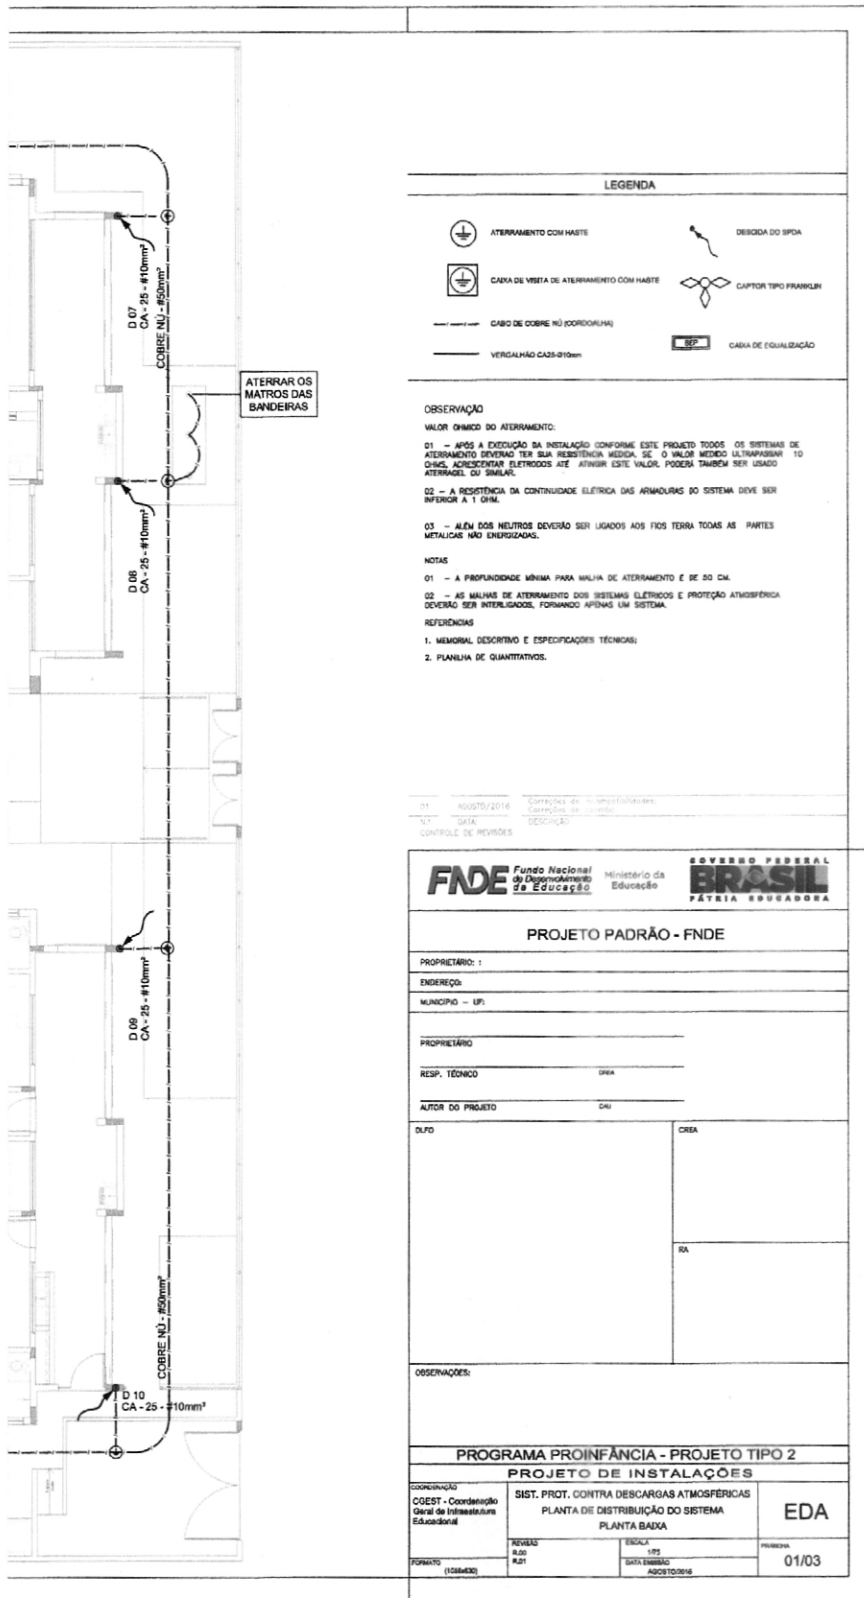 D 07
CA - 25 - #10mm²
COBRE NÚ - #50mm²
ATERRAR OS
MATROS DAS
BANDEIRAS
D 08
CA - 25 - #10mm²
D 09
CA - 25 - #10mm²
COBRE NÚ - #50mm²
D 10
CA - 25 - #10mm²
LEGENDA
ATERRAMENTO COM HASTE
DESCIDA DO SPDA
CAIXA DE VISITA DE ATERRAMENTO COM HASTE
CAPTOR TIPO FRANKLIN
CABO DE COBRE NÚ (CORDOALHA)
BEP
CAIXA DE EQUALIZAÇÃO
VERGALHÃO CA25-Ø10mm
OBSERVAÇÃO
VALOR OHMICO DO ATERRAMENTO:
01 - APÓS A EXECUÇÃO DA INSTALAÇÃO CONFORME ESTE PROJETO TODOS OS SISTEMAS DE
ATERRAMENTO DEVERAO TER SUA RESISTÊNCIA MEDIDA. SE O VALOR MEDIDO ULTRAPASSAR 10
OHMS, ACRESCENTAR ELETRODOS ATÉ ATINGIR ESTE VALOR. PODERÁ TAMBÉM SER USADO
ATERRAGEL OU SIMILAR.
02 - A RESISTÊNCIA DA CONTINUIDADE ELÉTRICA DAS ARMADURAS DO SISTEMA DEVE SER
INFERIOR A 1 OHM.
03 - ALÉM DOS NEUTROS DEVERÃO SER LIGADOS AOS FIOS TERRA TODAS AS PARTES
METALICAS NÃO ENERGIZADAS.
NOTAS
01 - A PROFUNDIDADE MÍNIMA PARA MALHA DE ATERRAMENTO É DE 50 CM.
02 - AS MALHAS DE ATERRAMENTO DOS SISTEMAS ELÉTRICOS E PROTEÇÃO ATMOSFÉRICA
DEVERÃO SER INTERLIGADOS, FORMANDO APENAS UM SISTEMA.
REFERÊNCIAS
1. MEMORIAL DESCRITIVO E ESPECIFICAÇÕES TÉCNICAS;
2. PLANILHA DE QUANTITATIVOS.
01 AGOSTO/2016 Correções de
Correções de
N.º DATA: DESCRIÇÃO
CONTROLE DE REVISÕES
FNDE
Fundo Nacional
de Desenvolvimento
da Educação
Ministério da
Educação
GOVERNO FEDERAL
BRASIL
PÁTRIA EDUCADORA
PROJETO PADRÃO - FNDE
PROPRIETÁRIO: :
ENDEREÇO:
MUNICÍPIO - UF:
PROPRIETÁRIO
RESP. TÉCNICO CREA
AUTOR DO PROJETO CAU
DLFO
CREA
RA
OBSERVAÇÕES:
PROGRAMA PROINFÂNCIA - PROJETO TIPO 2
PROJETO DE INSTALAÇÕES
COORDENAÇÃO
CGEST - Coordenação
Geral de Infraestrutura
Educacional
SIST. PROT. CONTRA DESCARGAS ATMOSFÉRICAS
PLANTA DE DISTRIBUIÇÃO DO SISTEMA
PLANTA BAIXA
EDA
FORMATO
(1056x630)
REVISÃO
R.00
R.01
ESCALA
1/75
DATA EMISSÃO
AGOSTO/2016
PRANCHA
01/03